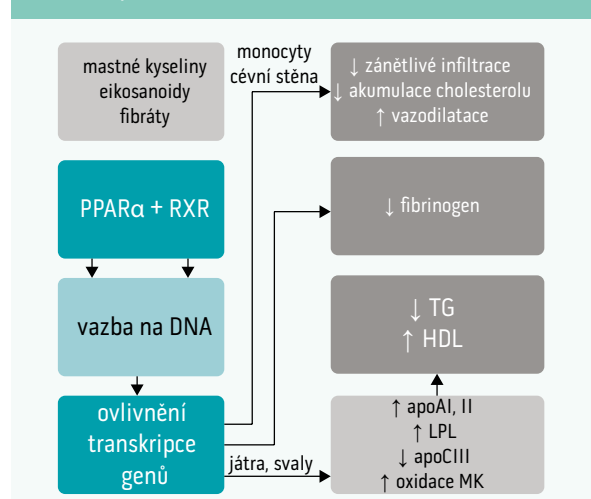 mastné kyseliny
eikosanoidy
fibráty
monocyty
cévní stěna
↓ zánětlivé infiltrace
↓ akumulace cholesterolu
↑ vazodilatace
PPARα + RXR
↓ fibrinogen
vazba na DNA
↓ TG
↑ HDL
ovlivnění
transkripce
genů
játra, svaly
↑ apoAI, II
↑ LPL
↓ apoCIII
↑ oxidace MK